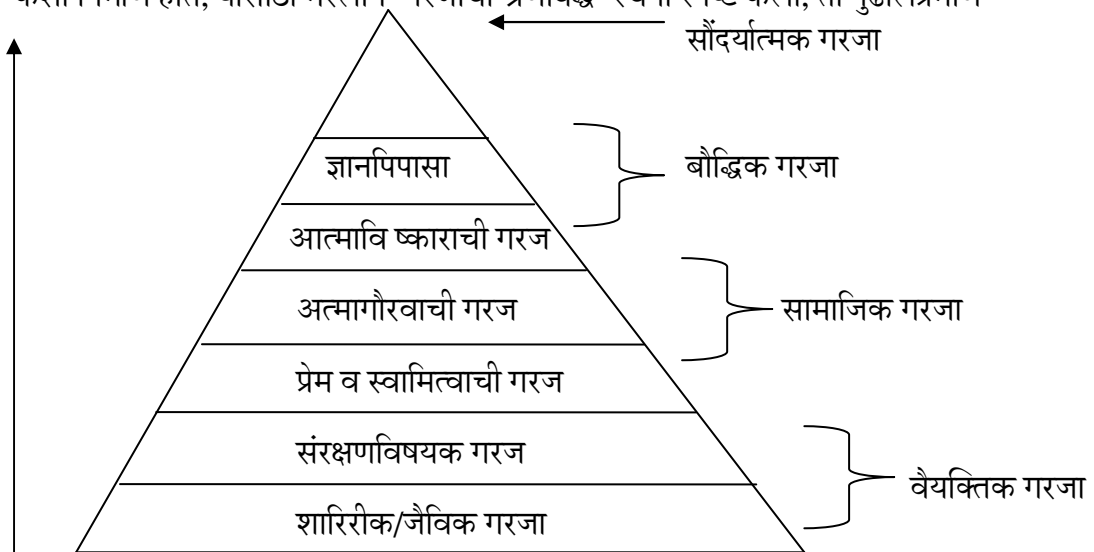 सौंदर्यात्मक गरजा
ज्ञानपिपासा
बौद्धिक गरजा
आत्मावि ष्काराची गरज
अत्मागौरवाची गरज
सामाजिक गरजा
प्रेम व स्वामित्वाची गरज
संरक्षणविषयक गरज
वैयक्तिक गरजा
शारिरीक/जैविक गरजा